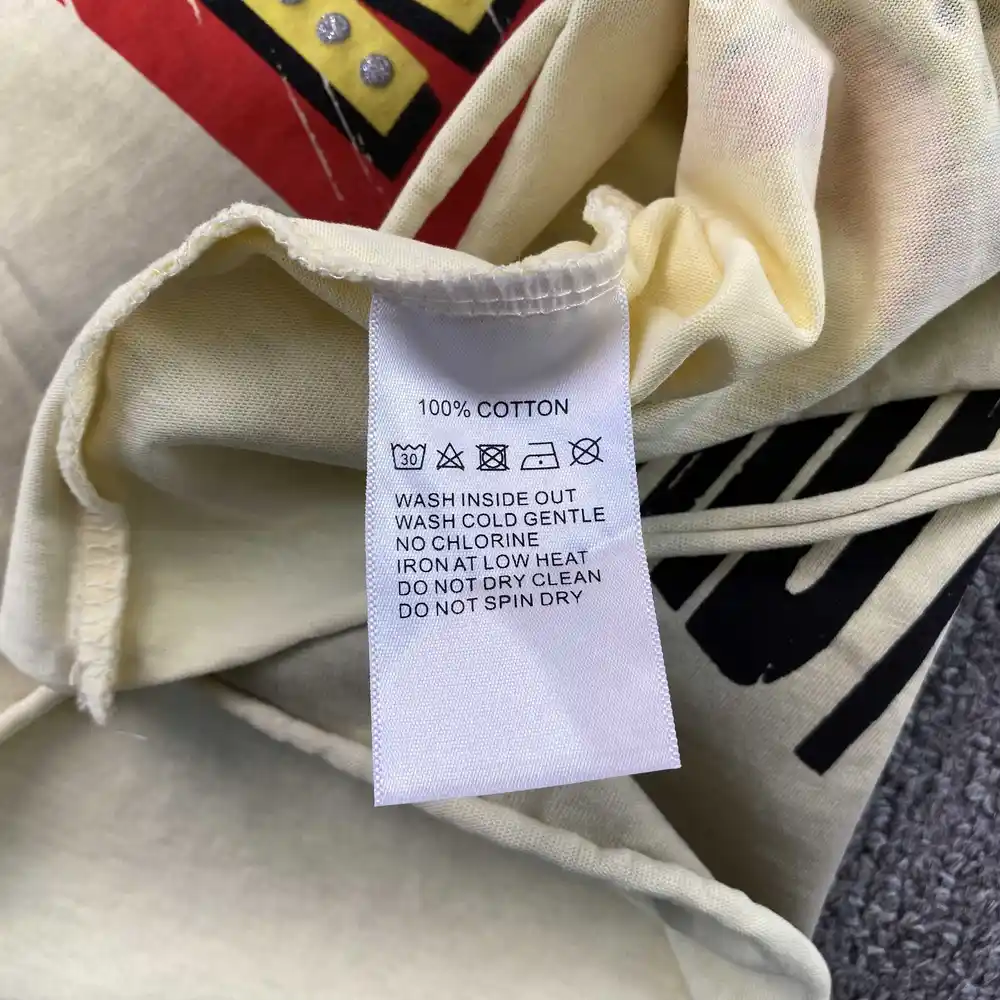 100% COTTON
30
WASH INSIDE OUT
WASH COLD GENTLE
NO CHLORINE
IRON AT LOW HEAT
DO NOT DRY CLEAN
DO NOT SPIN DRY